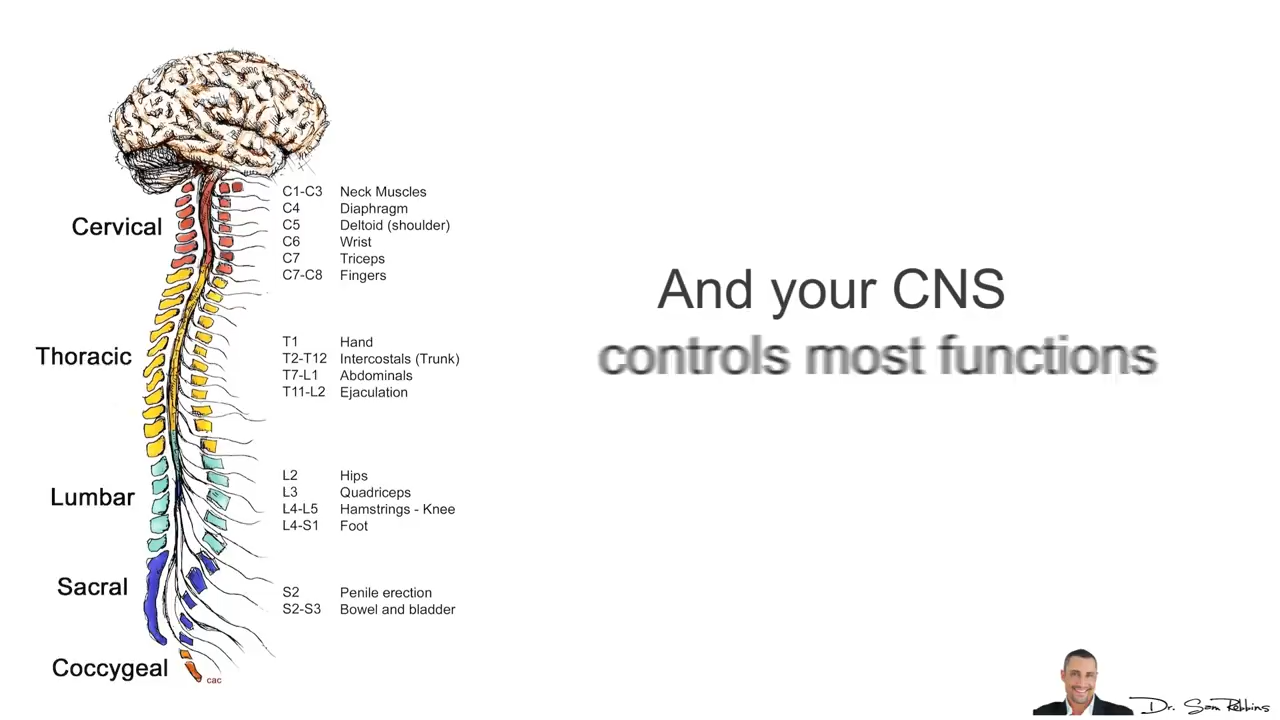 Cervical
C1-C3 Neck Muscles
C4 Diaphragm
C5 Deltoid (shoulder)
C6 Wrist
C7 Triceps
C7-C8 Fingers
Thoracic
T1 Hand
T2-T12 Intercostals (Trunk)
T7-L1 Abdominals
T11-L2 Ejaculation
Lumbar
L2 Hips
L3 Quadriceps
L4-L5 Hamstrings - Knee
L4-S1 Foot
Sacral
S2 Penile erection
S2-S3 Bowel and bladder
Coccygeal
cac
And your CNS
controls most functions
Dr. Sam Robbins